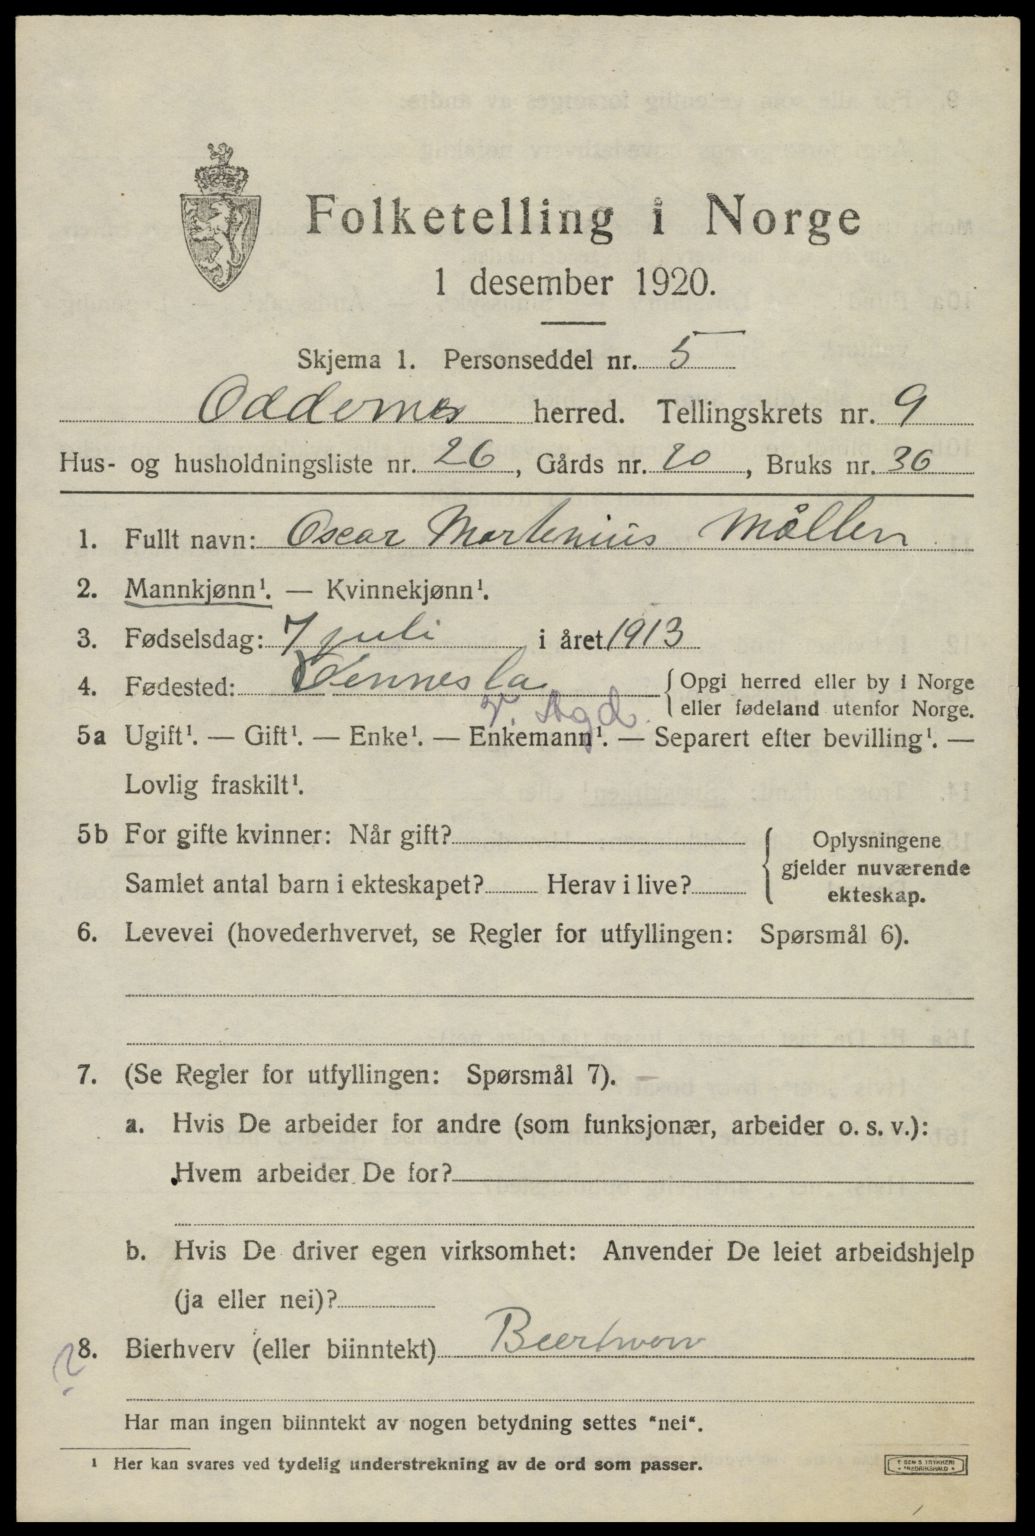 Folketelling i Norge
1 desember 1920.
Skjema 1. Personseddel nr. 5
Oddernes herred. Tellingskrets nr. 9
Hus- og husholdningsliste nr. 26, Gårds nr. 20, Bruks nr. 36
1. Fullt navn: Oscar Martenius Möllen
2. Mannkjønn¹. — Kvinnekjønn¹.
3. Fødselsdag: 7 juli i året 1913
4. Fødested: Vennesla { Opgi herred eller by i Norge
eller fødeland utenfor Norge.
V. Agd.
5a Ugift¹. — Gift¹. — Enke¹. — Enkemann¹. — Separert efter bevilling¹. —
Lovlig fraskilt¹.
5b For gifte kvinner: Når gift?
Samlet antal barn i ekteskapet? Herav i live?
{ Oplysningene
gjelder nuværende
ekteskap.
6. Levevei (hovederhvervet, se Regler for utfyllingen: Spørsmål 6).
7. (Se Regler for utfyllingen: Spørsmål 7).
a. Hvis De arbeider for andre (som funksjonær, arbeider o. s. v.):
Hvem arbeider De for?
b. Hvis De driver egen virksomhet: Anvender De leiet arbeidshjelp
(ja eller nei)?
? 8. Bierhverv (eller biinntekt)
Har man ingen biinntekt av nogen betydning settes "nei".
¹ Her kan svares ved tydelig understrekning av de ord som passer.